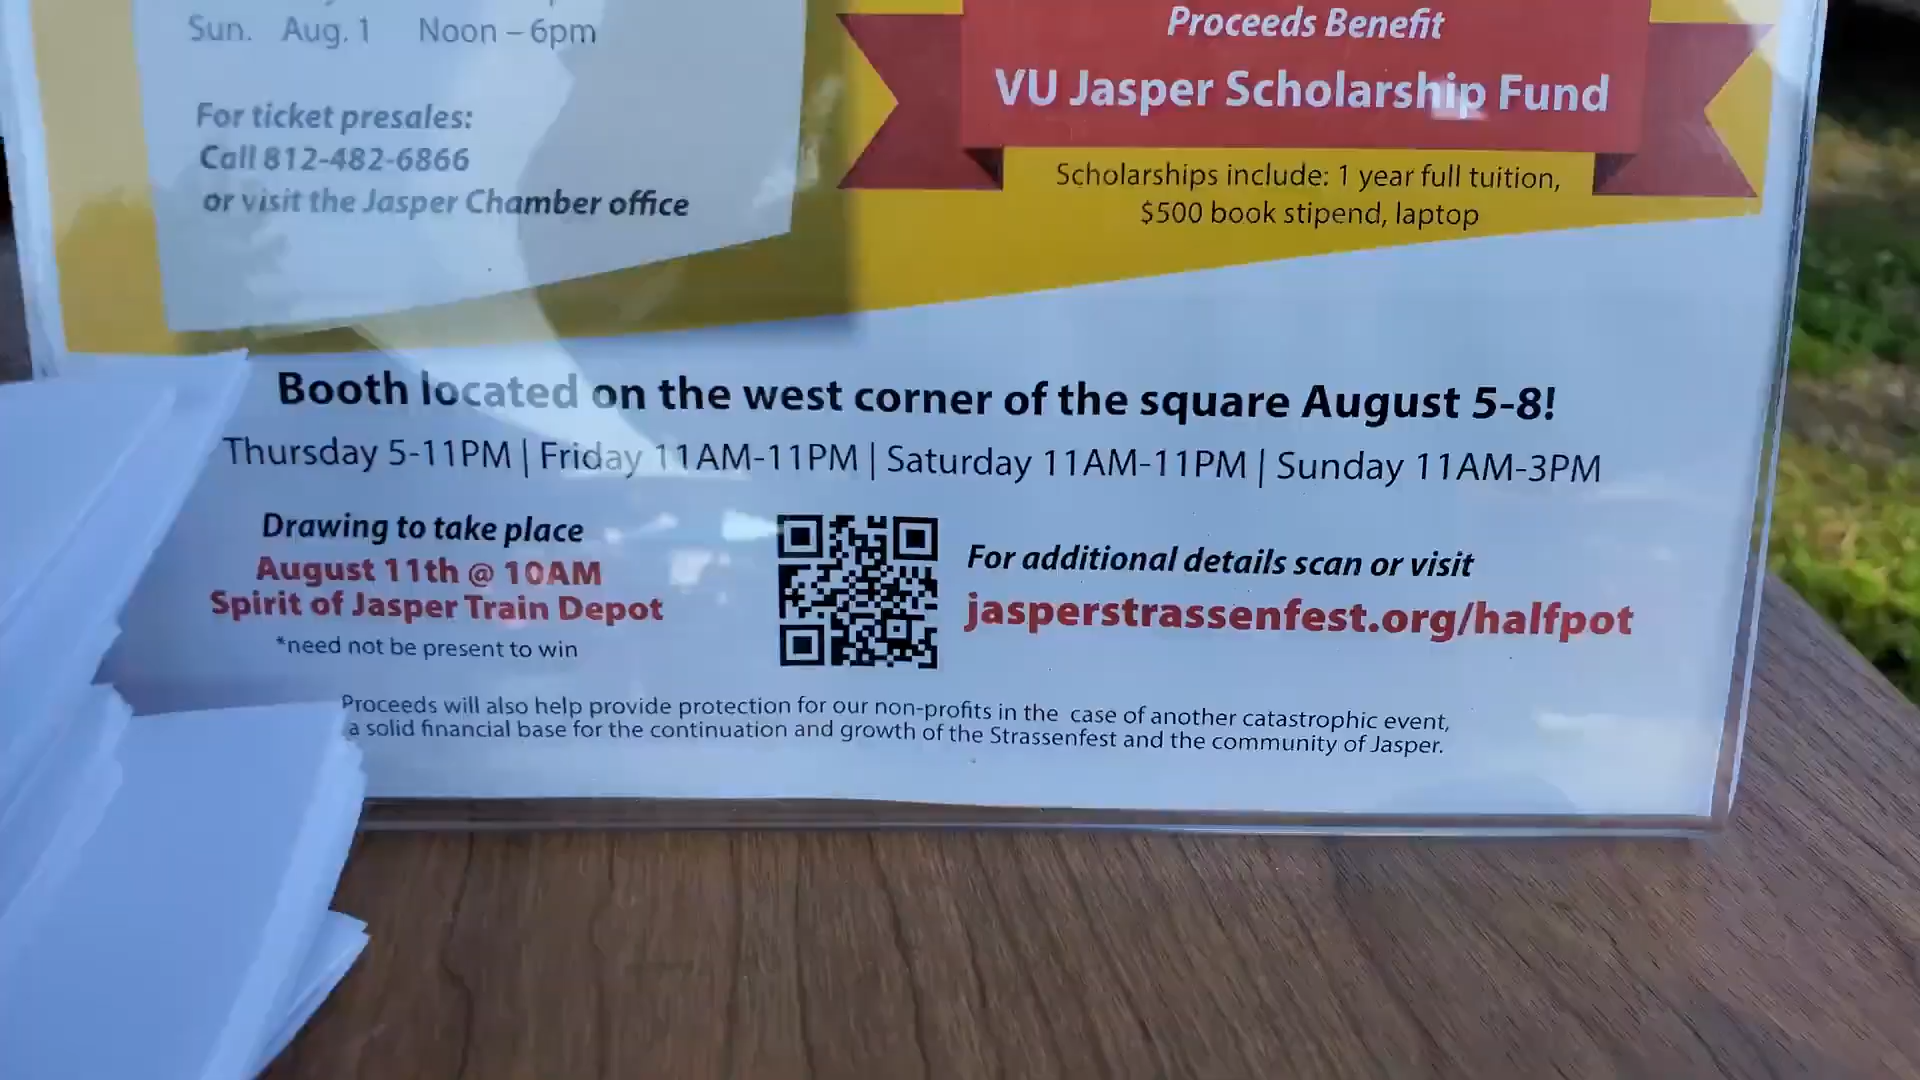 Sun. Aug. 1 Noon – 6pm
For ticket presales:
Call 812-482-6866
or visit the Jasper Chamber office
Proceeds Benefit
VU Jasper Scholarship Fund
Scholarships include: 1 year full tuition,
$500 book stipend, laptop
Booth located on the west corner of the square August 5-8!
Thursday 5-11PM | Friday 11AM-11PM | Saturday 11AM-11PM | Sunday 11AM-3PM
Drawing to take place
August 11th @ 10AM
Spirit of Jasper Train Depot
*need not be present to win
For additional details scan or visit
jasperstrassenfest.org/halfpot
Proceeds will also help provide protection for our non-profits in the case of another catastrophic event,
a solid financial base for the continuation and growth of the Strassenfest and the community of Jasper.